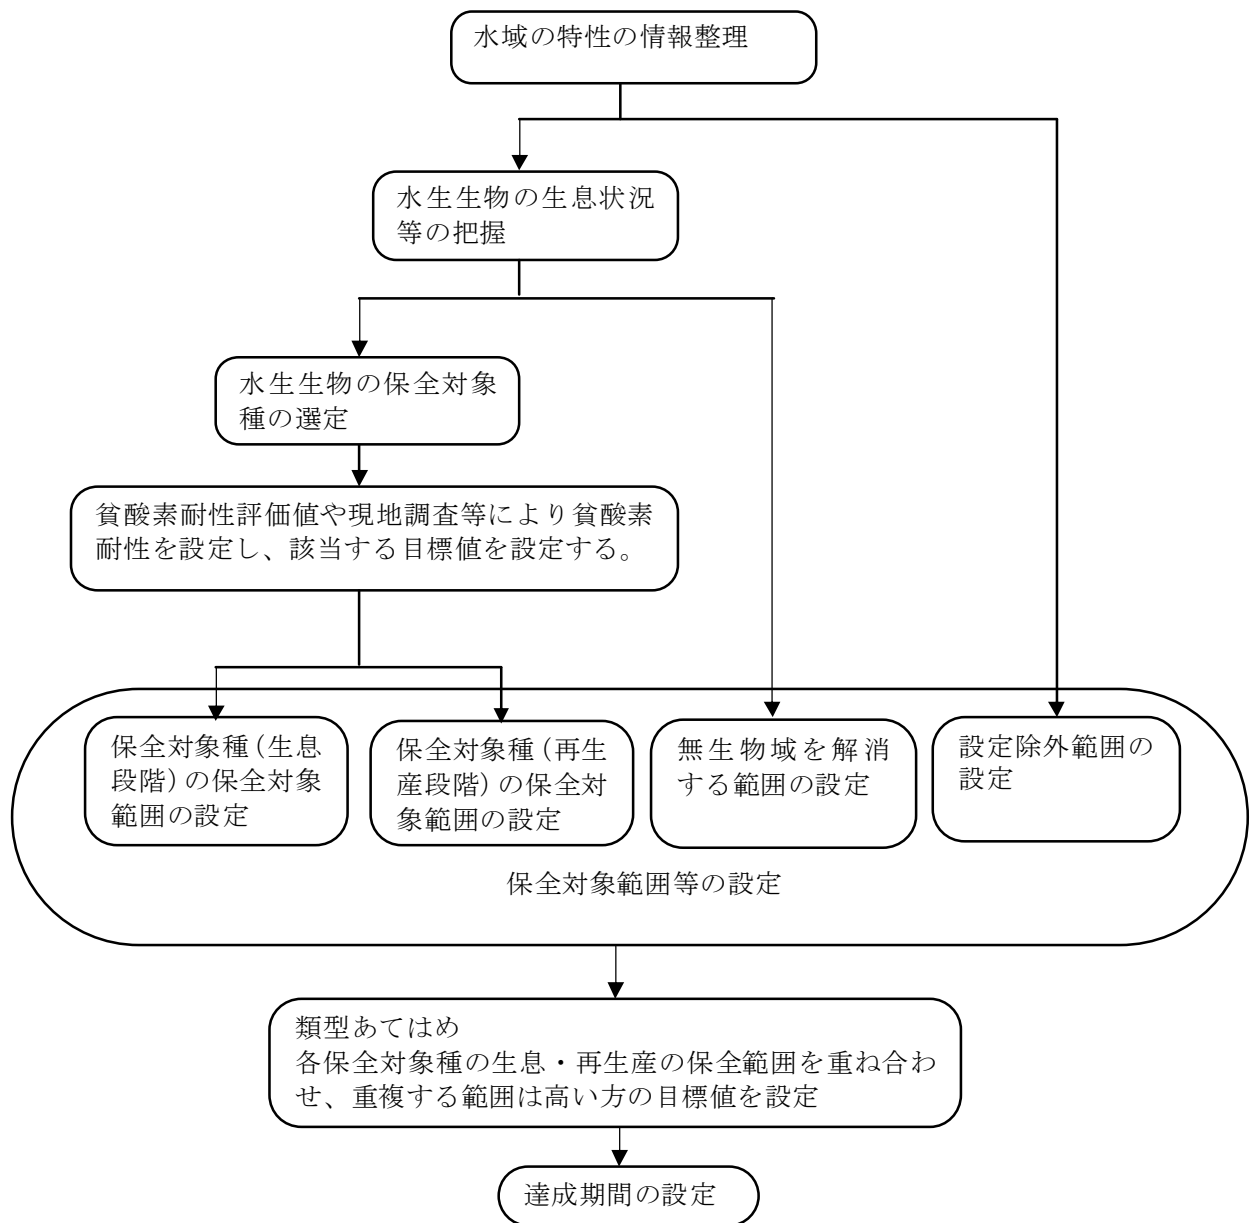 水域の特性の情報整理
水生生物の生息状況
等の把握
水生生物の保全対象
種の選定
貧酸素耐性評価値や現地調査等により貧酸素
耐性を設定し、該当する目標値を設定する。
保全対象種(生息
段階)の保全対象
範囲の設定
保全対象種(再生
産段階)の保全対
象範囲の設定
無生物域を解消
する範囲の設定
設定除外範囲の
設定
保全対象範囲等の設定
類型あてはめ
各保全対象種の生息・再生産の保全範囲を重ね合わ
せ、重複する範囲は高い方の目標値を設定
達成期間の設定